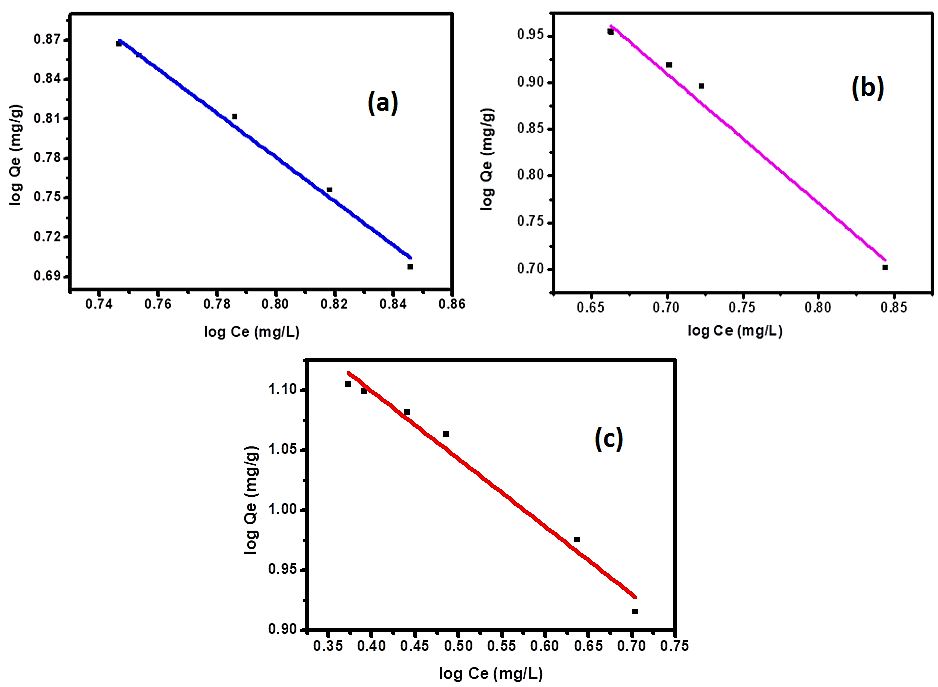 0.87
0.84
0.81
0.78
0.75
0.72
0.69
log Qe (mg/g)
(a)
0.74 0.76 0.78 0.80 0.82 0.84 0.86
log Ce (mg/L)
0.95
0.90
0.85
0.80
0.75
0.70
log Qe (mg/g)
(b)
0.65 0.70 0.75 0.80 0.85
log Ce (mg/L)
1.10
1.05
1.00
0.95
0.90
log Qe (mg/g)
(c)
0.35 0.40 0.45 0.50 0.55 0.60 0.65 0.70 0.75
log Ce (mg/L)